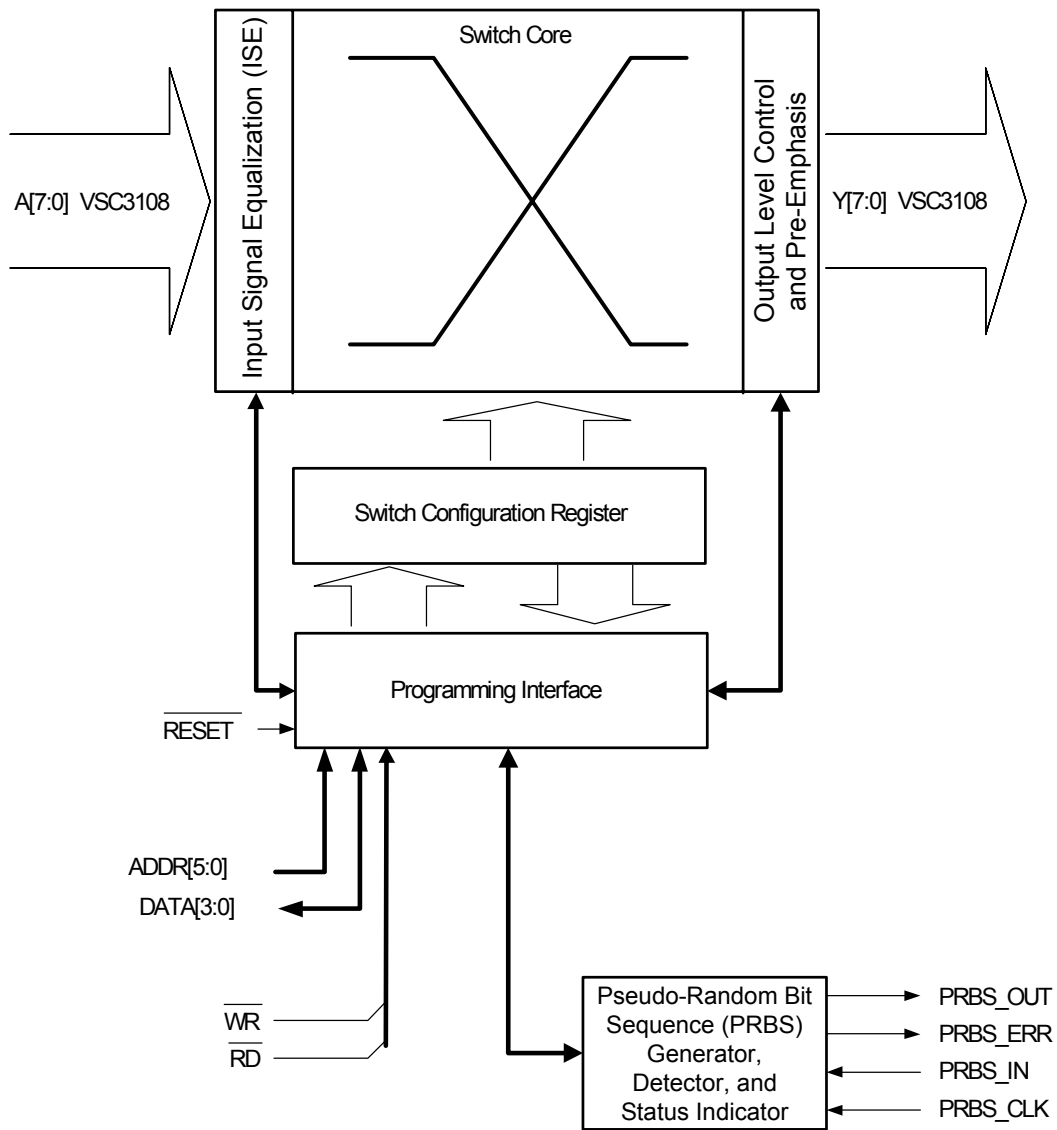 Input Signal Equalization (ISE)
Switch Core
Output Level Control
and Pre-Emphasis
A[7:0] VSC3108
Y[7:0] VSC3108
Switch Configuration Register
Programming Interface
RESET
ADDR[5:0]
DATA[3:0]
WR
RD
Pseudo-Random Bit
Sequence (PRBS)
Generator,
Detector, and
Status Indicator
PRBS_OUT
PRBS_ERR
PRBS_IN
PRBS_CLK